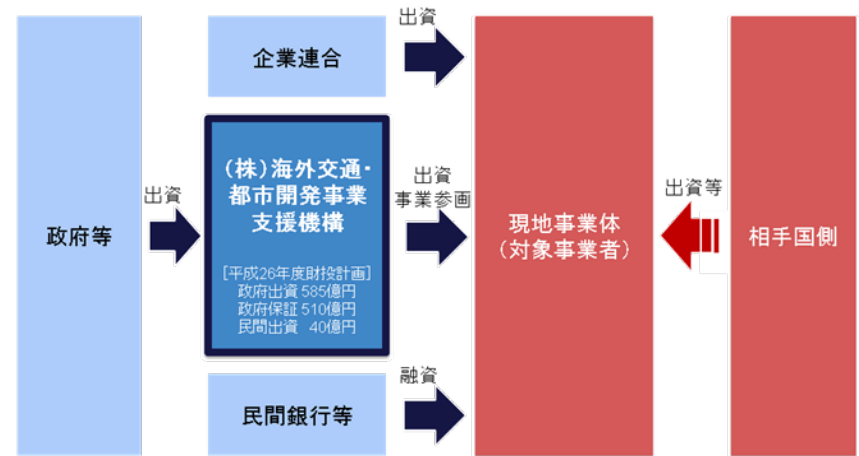 政府等
出資
企業連合
出資
(株)海外交通・
都市開発事業
支援機構
[平成26年度財投計画]
政府出資 585億円
政府保証 510億円
民間出資 40億円
出資
事業参画
民間銀行等
融資
現地事業体
(対象事業者)
出資等
相手国側